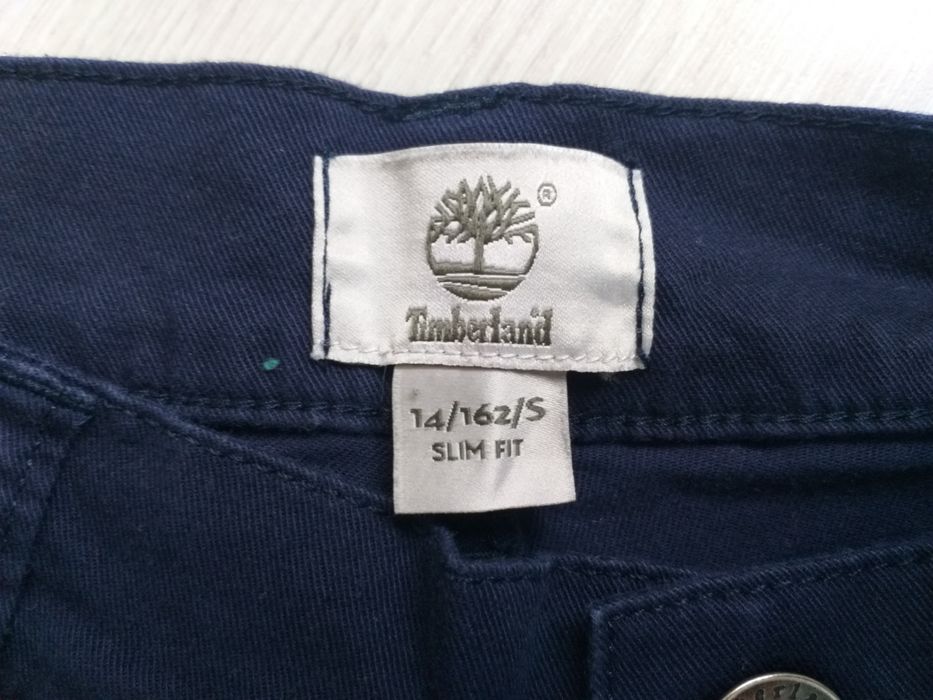 ®
Timberland
14/162/S
SLIM FIT